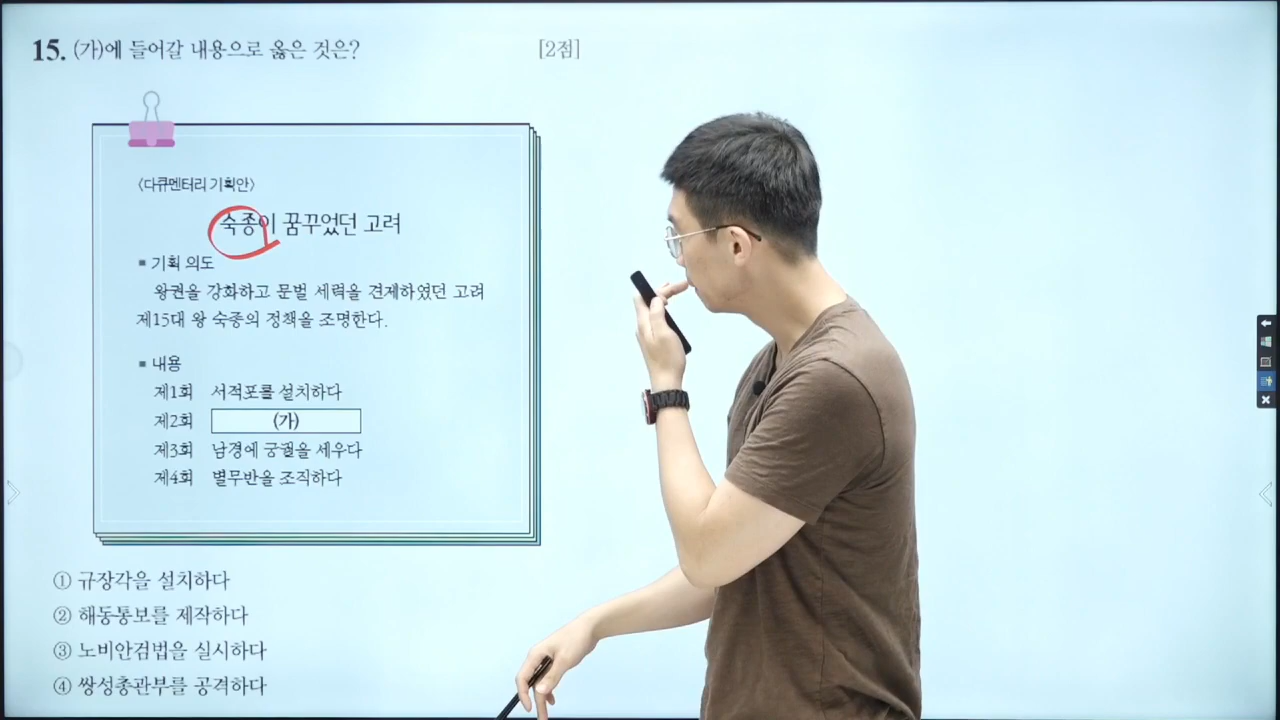 15. (가)에 들어갈 내용으로 옳은 것은? [2점]
〈다큐멘터리 기획안〉
숙종이 꿈꾸었던 고려
▪ 기획 의도
왕권을 강화하고 문벌 세력을 견제하였던 고려
제15대 왕 숙종의 정책을 조명한다.
▪ 내용
제1회 서적포를 설치하다
제2회 (가)
제3회 남경에 궁궐을 세우다
제4회 별무반을 조직하다
① 규장각을 설치하다
② 해동통보를 제작하다
③ 노비안검법을 실시하다
④ 쌍성총관부를 공격하다